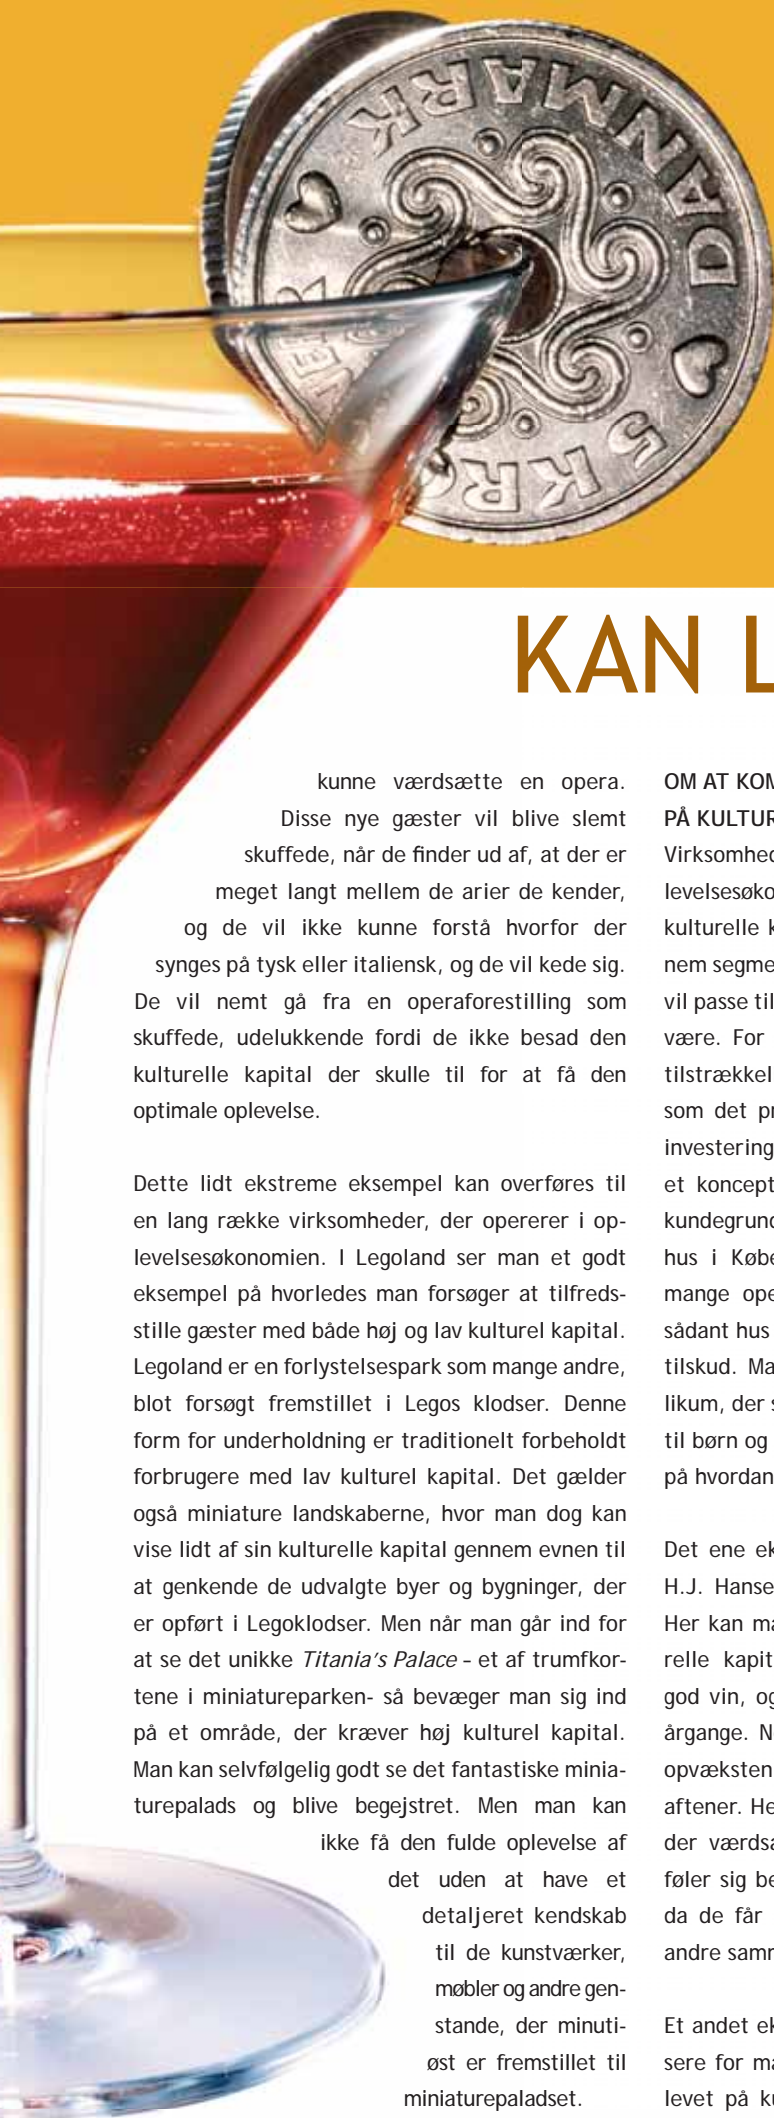 DANMARK
5 KR
KAN L
kunne værdsætte en opera.
Disse nye gæster vil blive slemt
skuffede, når de finder ud af, at der er
meget langt mellem de arier de kender,
og de vil ikke kunne forstå hvorfor der
synges på tysk eller italiensk, og de vil kede sig.
De vil nemt gå fra en operaforestilling som
skuffede, udelukkende fordi de ikke besad den
kulturelle kapital der skulle til for at få den
optimale oplevelse.
Dette lidt ekstreme eksempel kan overføres til
en lang række virksomheder, der opererer i op-
levelsesøkonomien. I Legoland ser man et godt
eksempel på hvorledes man forsøger at tilfreds-
stille gæster med både høj og lav kulturel kapital.
Legoland er en forlystelsespark som mange andre,
blot forsøgt fremstillet i Legos klodser. Denne
form for underholdning er traditionelt forbeholdt
forbrugere med lav kulturel kapital. Det gælder
også miniature landskaberne, hvor man dog kan
vise lidt af sin kulturelle kapital gennem evnen til
at genkende de udvalgte byer og bygninger, der
er opført i Legoklodser. Men når man går ind for
at se det unikke Titania's Palace – et af trumfkor-
tene i miniatureparken- så bevæger man sig ind
på et område, der kræver høj kulturel kapital.
Man kan selvfølgelig godt se det fantastiske minia-
turepalads og blive begejstret. Men man kan
ikke få den fulde oplevelse af
det uden at have et
detaljeret kendskab
til de kunstværker,
møbler og andre gen-
stande, der minuti-
øst er fremstillet til
miniaturepaladset.
OM AT KOM
PÅ KULTUR
Virksomhed
levelsesøko
kulturelle k
nem segme
vil passe til
være. For
tilstrækkel
som det pr
investering
et koncept
kundegrund
hus i Købe
mange ope
sådant hus
tilskud. Ma
likum, der s
til børn og
på hvordan
Det ene ek
H.J. Hanse
Her kan ma
relle kapit
god vin, og
årgange. N
opvæksten
aftener. He
der værdsa
føler sig be
da de får
andre samm
Et andet ek
sere for ma
levet på ku